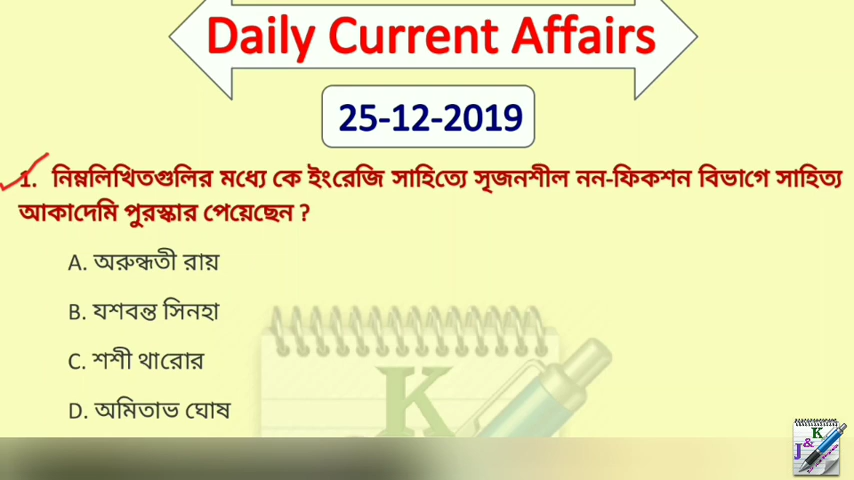 Daily Current Affairs
25-12-2019
1. নিম্নলিখিতগুলির মধ্যে কে ইংরেজি সাহিত্যে সৃজনশীল নন-ফিকশন বিভাগে সাহিত্য
আকাদেমি পুরস্কার পেয়েছেন ?
A. অরুন্ধতী রায়
B. যশবন্ত সিনহা
C. শশী থারোর
D. অমিতাভ ঘোষ
K
J & K